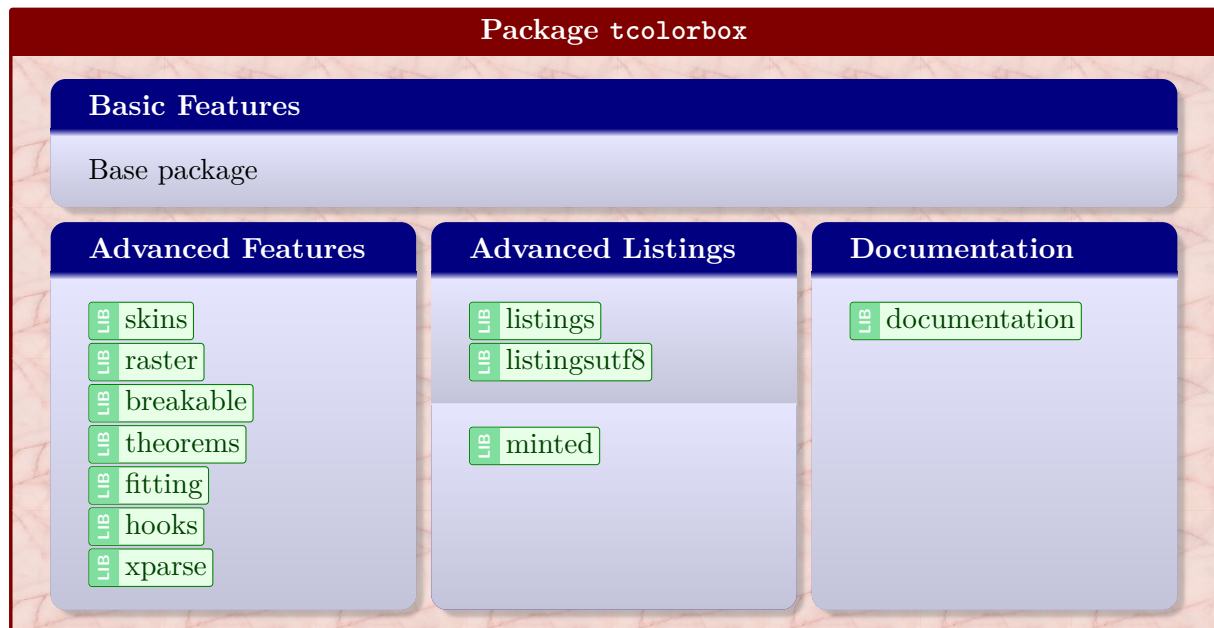 Package tcolorbox
Basic Features
Base package
Advanced Features
LIB skins
LIB raster
LIB breakable
LIB theorems
LIB fitting
LIB hooks
LIB xparse
Advanced Listings
LIB listings
LIB listingsutf8
LIB minted
Documentation
LIB documentation